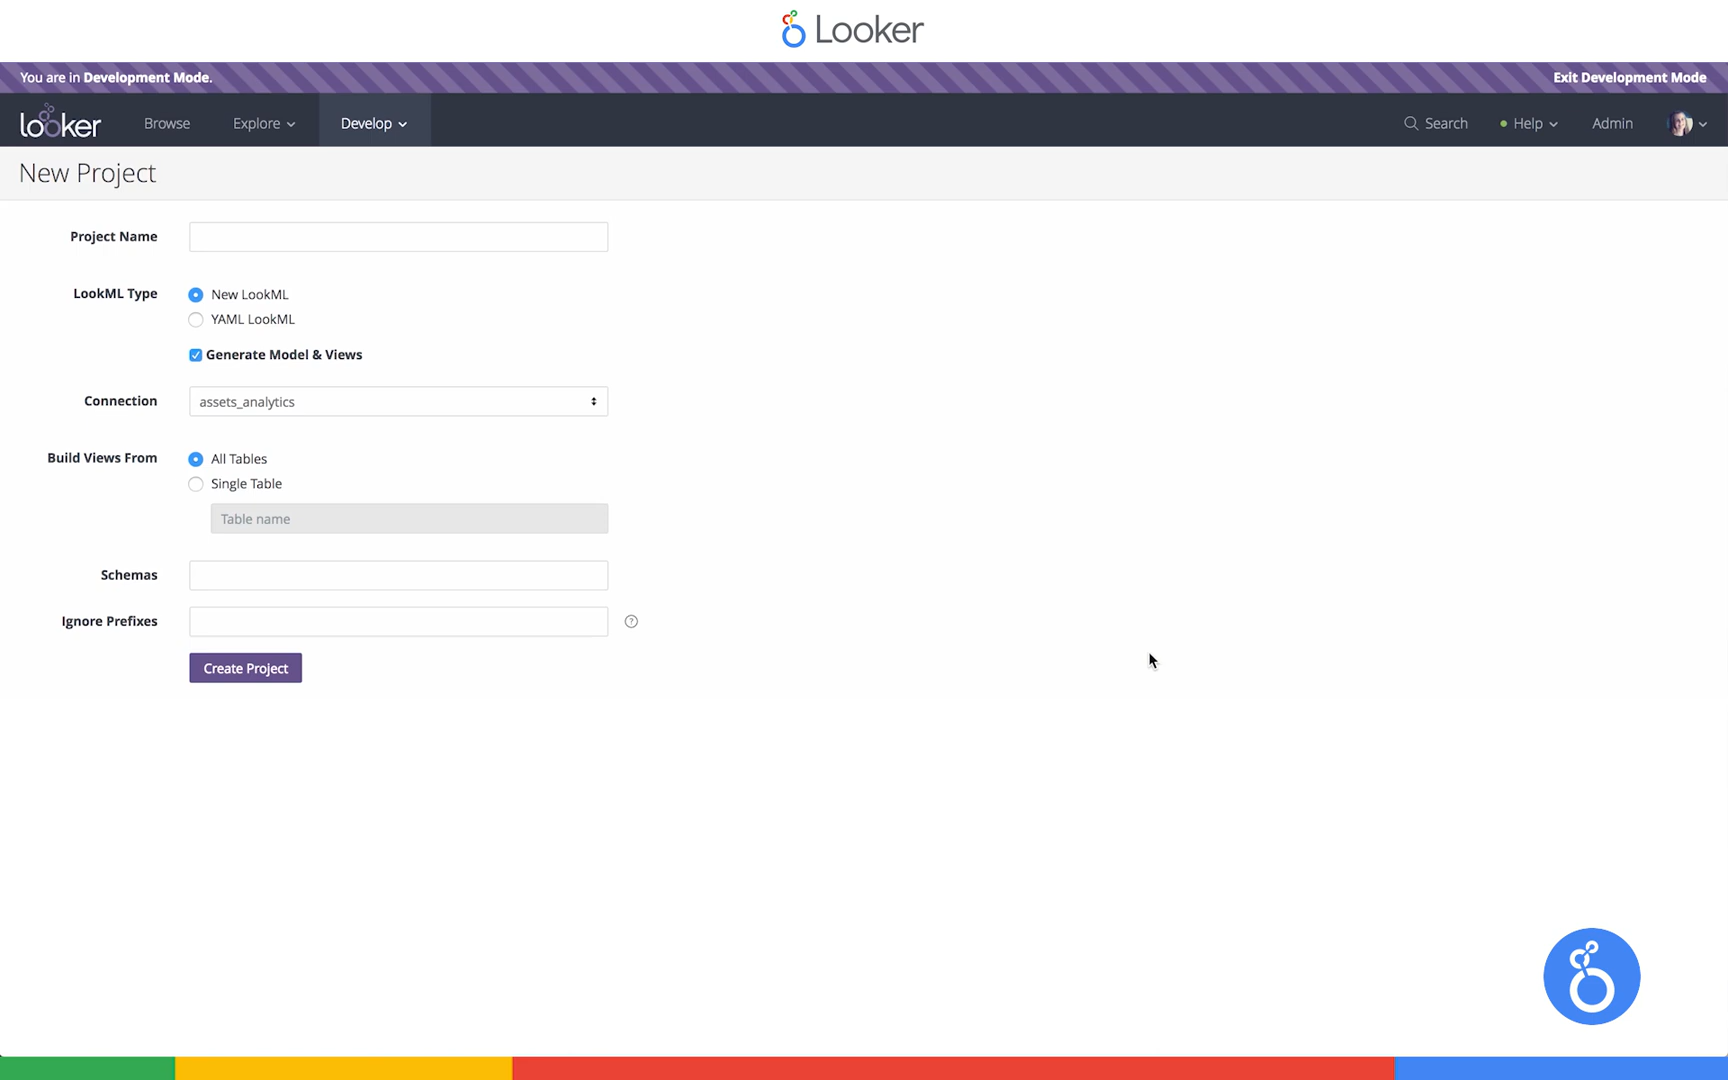 Looker
You are in Development Mode.
Exit Development Mode
looker
Browse
Explore
Develop
Search
Help
Admin
New Project
Project Name
LookML Type
New LookML
YAML LookML
Generate Model & Views
Connection
assets_analytics
Build Views From
All Tables
Single Table
Table name
Schemas
Ignore Prefixes
?
Create Project